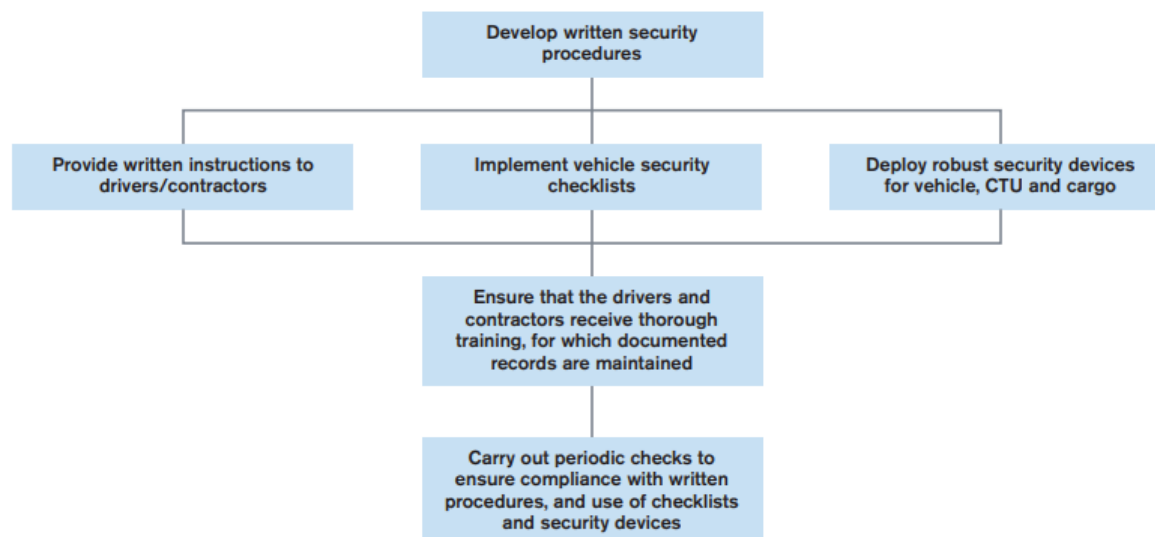 Develop written security
procedures
Provide written instructions to
drivers/contractors
Implement vehicle security
checklists
Deploy robust security devices
for vehicle, CTU and cargo
Ensure that the drivers and
contractors receive thorough
training, for which documented
records are maintained
Carry out periodic checks to
ensure compliance with written
procedures, and use of checklists
and security devices